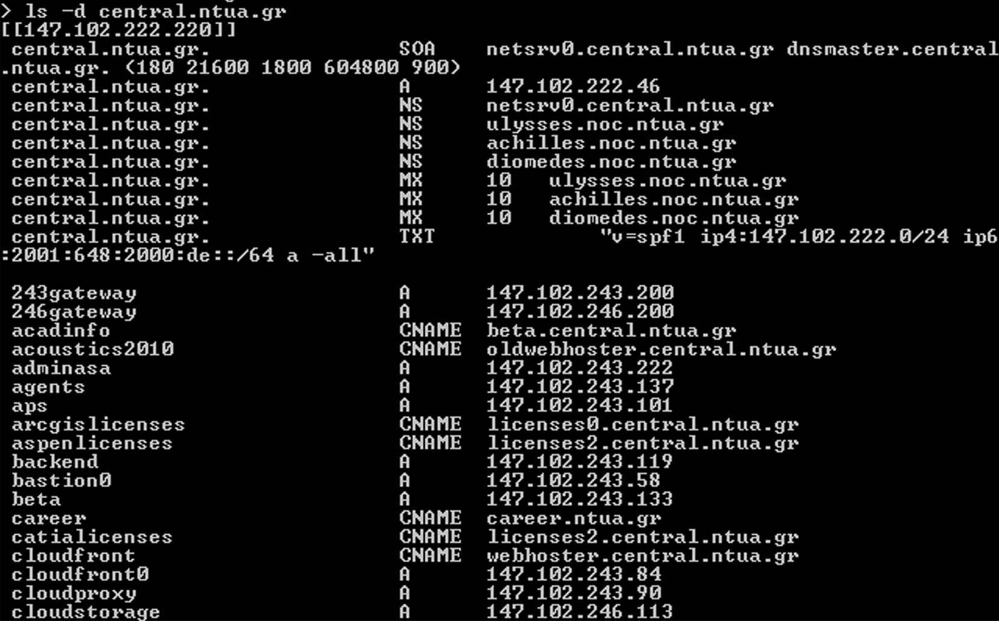 > ls -d central.ntua.gr
[[147.102.222.220]]
central.ntua.gr. SOA netsrv0.central.ntua.gr dnsmaster.central
.ntua.gr. (180 21600 1800 604800 900)
central.ntua.gr. A 147.102.222.46
central.ntua.gr. NS netsrv0.central.ntua.gr
central.ntua.gr. NS ulysses.noc.ntua.gr
central.ntua.gr. NS achilles.noc.ntua.gr
central.ntua.gr. NS diomedes.noc.ntua.gr
central.ntua.gr. MX 10 ulysses.noc.ntua.gr
central.ntua.gr. MX 10 achilles.noc.ntua.gr
central.ntua.gr. MX 10 diomedes.noc.ntua.gr
central.ntua.gr. TXT "v=spf1 ip4:147.102.222.0/24 ip6
:2001:648:2000:de::/64 a -all"
243gateway A 147.102.243.200
246gateway A 147.102.246.200
acadinfo CNAME beta.central.ntua.gr
acoustics2010 CNAME oldwebhoster.central.ntua.gr
adminasa A 147.102.243.222
agents A 147.102.243.137
aps A 147.102.243.101
arcgislicenses CNAME licenses0.central.ntua.gr
aspenlicenses CNAME licenses2.central.ntua.gr
backend A 147.102.243.119
bastion0 A 147.102.243.58
beta A 147.102.243.133
career CNAME career.ntua.gr
catialicenses CNAME licenses2.central.ntua.gr
cloudfront CNAME webhoster.central.ntua.gr
cloudfront0 A 147.102.243.84
cloudproxy A 147.102.243.90
cloudstorage A 147.102.246.113